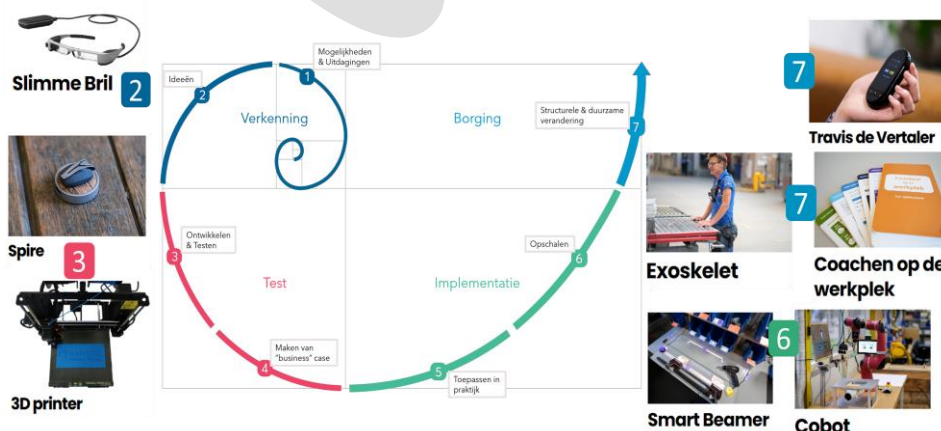 Slimme Bril
2
Spire
3
3D printer
Mogelijkheden
& Uitdagingen
1
Ideeën
2
Verkenning
Ontwikkelen
& Testen
3
Test
Maken van
"business" case
4
Borging
Structurele & duurzame
verandering
7
Opschalen
6
Implementatie
5
Toepassen in
praktijk
7
Travis de Vertaler
7
werkplek
Exoskelet
Coachen op de
werkplek
6
Smart Beamer
Cobot